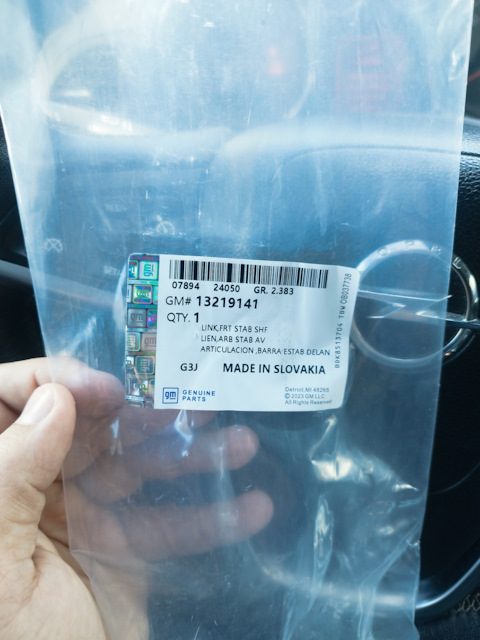 07894 24050 GR. 2.383
GM# 13219141
QTY. 1
LINK,FRT STAB SHF
LIEN,ARB STAB AV
ARTICULACION,BARRA ESTAB DELAN
G3J MADE IN SLOVAKIA
gm GENUINE
PARTS
Detroit,MI 48265
©2023 GM LLC
All Rights Reserved